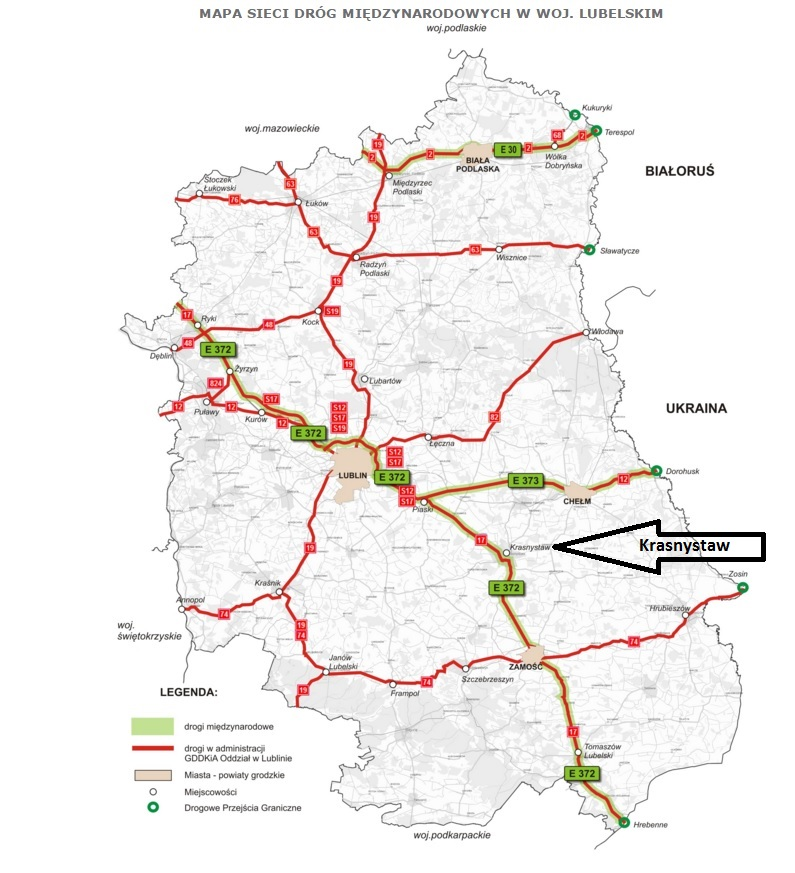 MAPA SIECI DRÓG MIĘDZYNARODOWYCH W WOJ. LUBELSKIM
woj.podlaskie
Kukuryki
woj.mazowieckie
68
2
Terespol
19
2
2
E 30
2
BIAŁA
PODLASKA
Wólka
Dobryńska
BIAŁORUŚ
Stoczek
Łukowski
63
Międzyrzec
Podlaski
76
Łuków
19
63
63
Sławatycze
Radzyń
Podlaski
Wisznice
19
17
Ryki
48
Kock
S19
Włodawa
48
Dęblin
E 372
19
Żyrzyn
824
Lubartów
12
Puławy
12
S17
Kurów
17
S12
S17
S19
82
UKRAINA
E 372
Łęczna
S12
S17
LUBLIN
E 372
E 373
12
Dorohusk
S12
S17
Piaski
CHEŁM
17
Krasnystaw
Krasnystaw
19
E 372
Zosin
Kraśnik
Annopol
74
Hrubieszów
woj.
świętokrzyskie
19
74
74
Janów
Lubelski
ZAMOŚĆ
Szczebrzeszyn
74
19
Frampol
LEGENDA:
drogi międzynarodowe
drogi w administracji
GDDKiA Oddział w Lublinie
Miasta - powiaty grodzkie
Miejscowości
Drogowe Przejścia Graniczne
17
Tomaszów
Lubelski
E 372
Hrebenne
woj.podkarpackie